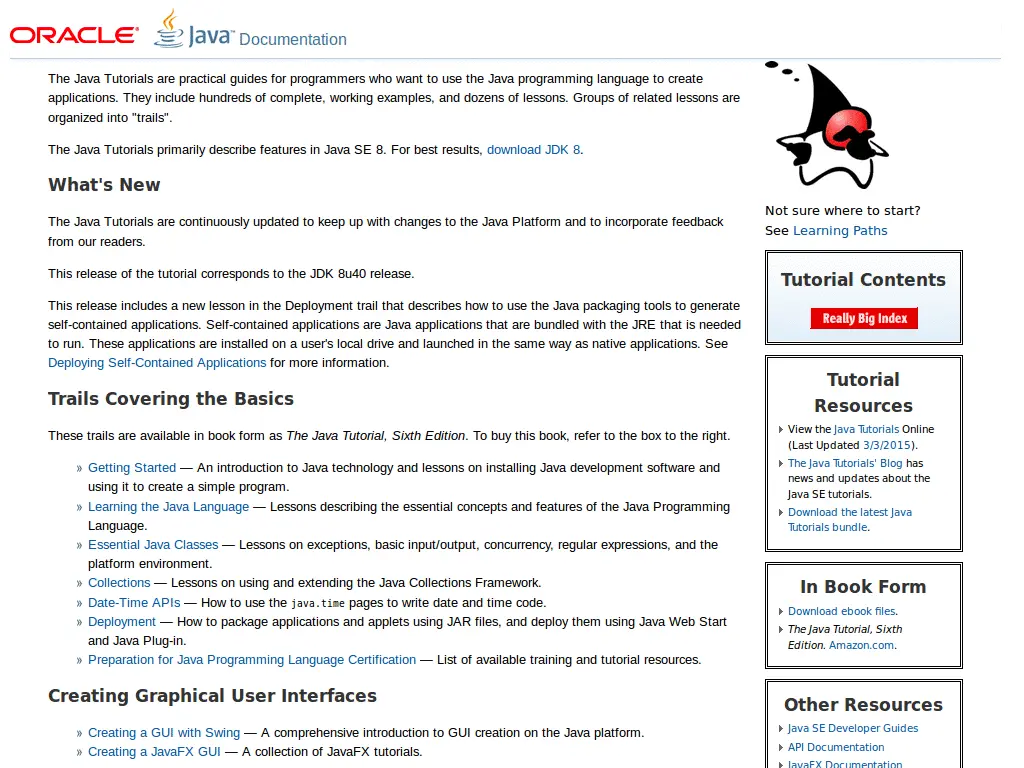 ORACLE® Java™ Documentation
The Java Tutorials are practical guides for programmers who want to use the Java programming language to create
applications. They include hundreds of complete, working examples, and dozens of lessons. Groups of related lessons are
organized into "trails".
The Java Tutorials primarily describe features in Java SE 8. For best results, download JDK 8.
What's New
The Java Tutorials are continuously updated to keep up with changes to the Java Platform and to incorporate feedback
from our readers.
This release of the tutorial corresponds to the JDK 8u40 release.
This release includes a new lesson in the Deployment trail that describes how to use the Java packaging tools to generate
self-contained applications. Self-contained applications are Java applications that are bundled with the JRE that is needed
to run. These applications are installed on a user's local drive and launched in the same way as native applications. See
Deploying Self-Contained Applications for more information.
Trails Covering the Basics
These trails are available in book form as The Java Tutorial, Sixth Edition. To buy this book, refer to the box to the right.
» Getting Started — An introduction to Java technology and lessons on installing Java development software and
using it to create a simple program.
» Learning the Java Language — Lessons describing the essential concepts and features of the Java Programming
Language.
» Essential Java Classes — Lessons on exceptions, basic input/output, concurrency, regular expressions, and the
platform environment.
» Collections — Lessons on using and extending the Java Collections Framework.
» Date-Time APIs — How to use the java.time pages to write date and time code.
» Deployment — How to package applications and applets using JAR files, and deploy them using Java Web Start
and Java Plug-in.
» Preparation for Java Programming Language Certification — List of available training and tutorial resources.
Creating Graphical User Interfaces
» Creating a GUI with Swing — A comprehensive introduction to GUI creation on the Java platform.
» Creating a JavaFX GUI — A collection of JavaFX tutorials.
Not sure where to start?
See Learning Paths
Tutorial Contents
Really Big Index
Tutorial
Resources
View the Java Tutorials Online
(Last Updated 3/3/2015).
The Java Tutorials' Blog has
news and updates about the
Java SE tutorials.
Download the latest Java
Tutorials bundle.
In Book Form
Download ebook files.
The Java Tutorial, Sixth
Edition. Amazon.com.
Other Resources
Java SE Developer Guides
API Documentation
JavaFX Documentation